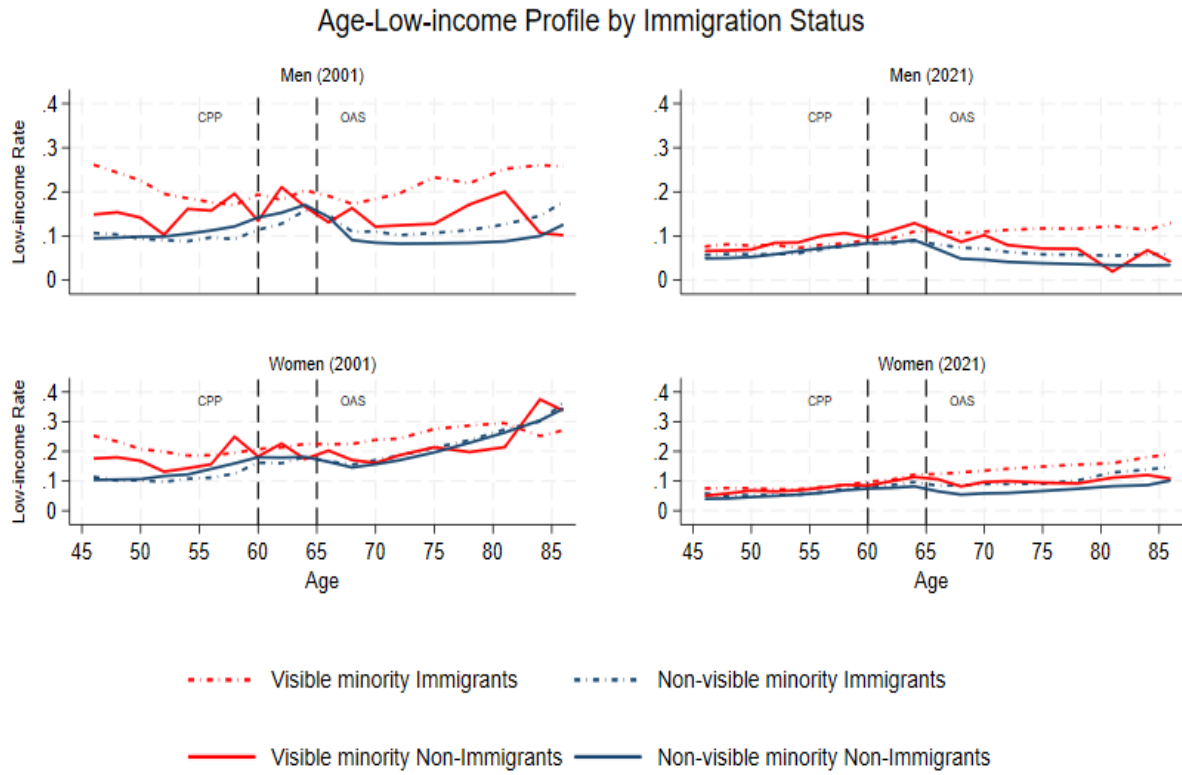 Age-Low-income Profile by Immigration Status
Men (2001)
Low-income Rate
.4
.3
.2
.1
0
CPP
OAS
Men (2021)
.4
.3
.2
.1
0
CPP
OAS
Women (2001)
Low-income Rate
.4
.3
.2
.1
0
CPP
OAS
45 50 55 60 65 70 75 80 85
Age
Women (2021)
.4
.3
.2
.1
0
CPP
OAS
45 50 55 60 65 70 75 80 85
Age
Visible minority Immigrants
Non-visible minority Immigrants
Visible minority Non-Immigrants
Non-visible minority Non-Immigrants